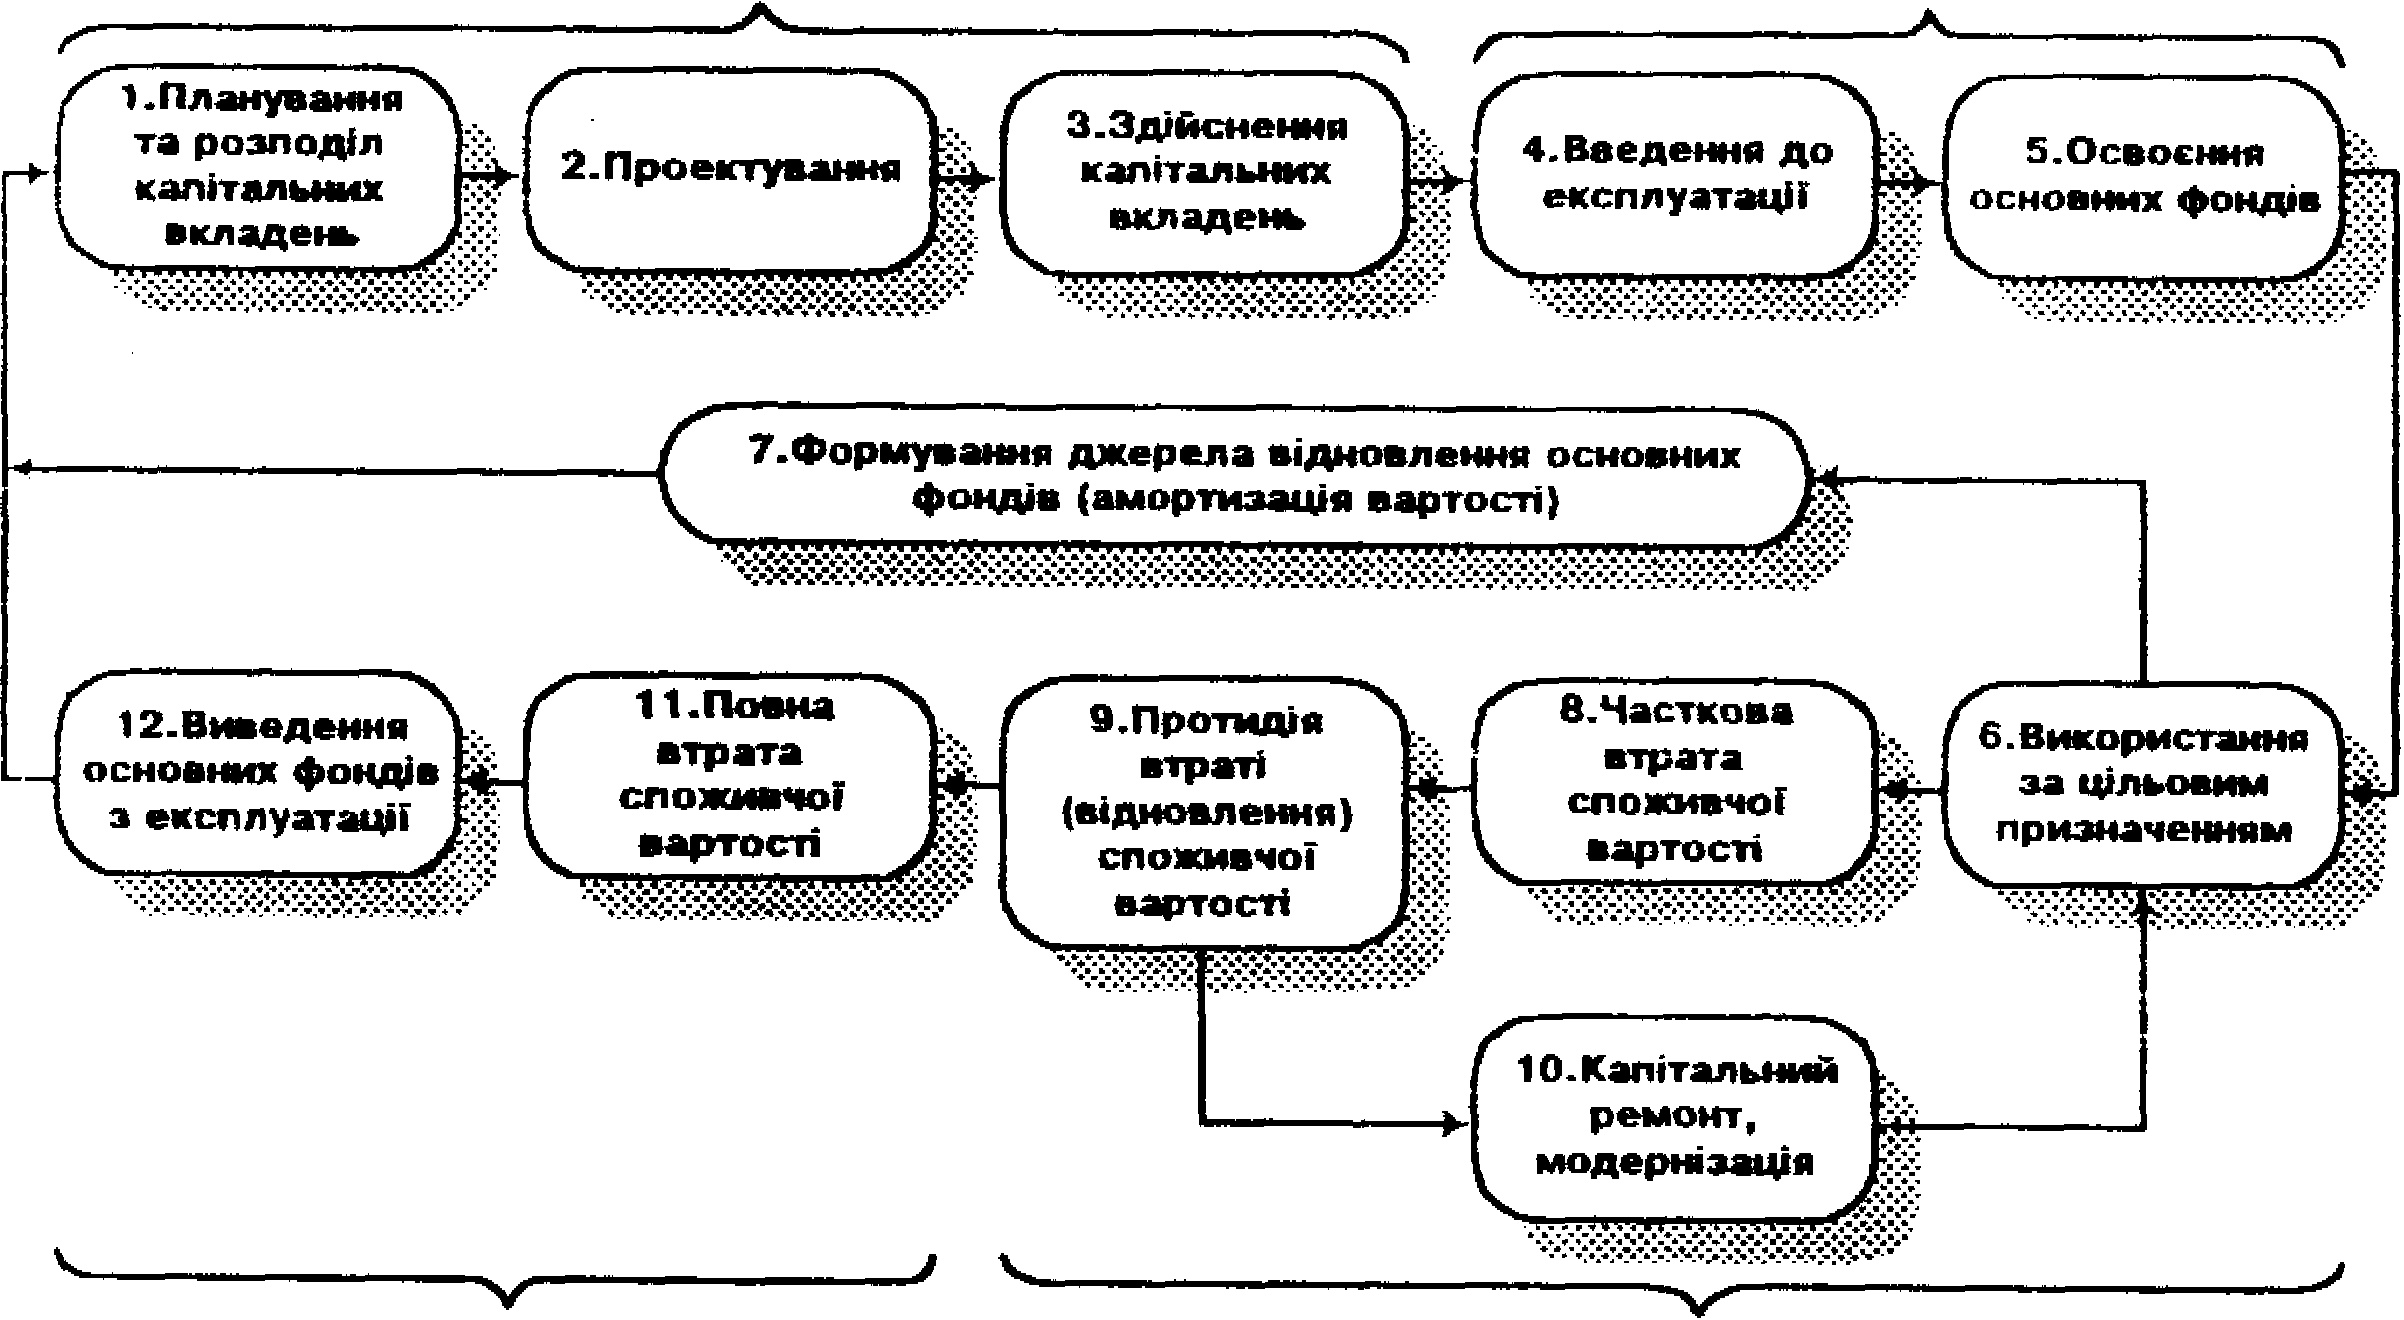 1.Планування
та розподіл
капітальних
вкладень
2.Проектування
3.Здійснення
капітальних
вкладень
4.Введення до
експлуатації
5.Освоєння
основних фондів
7.Формування джерела відновлення основних
фондів (амортизація вартості)
12.Виведення
основних фондів
з експлуатації
11.Повна
втрата
споживчої
вартості
9.Протидія
втраті
(відновлення)
споживчої
вартості
8.Часткова
втрата
споживчої
вартості
6.Використання
за цільовим
призначенням
10.Капітальний
ремонт,
модернізація